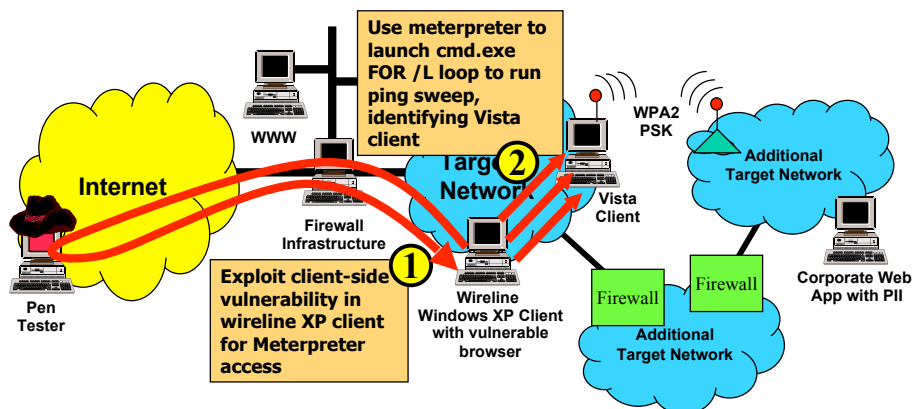 Use meterpreter to
launch cmd.exe
FOR /L loop to run
ping sweep,
identifying Vista
client
WWW
WPA2
PSK
Internet
Target
Network
2
Vista
Client
Additional
Target Network
Firewall
Infrastructure
1
Pen
Tester
Exploit client-side
vulnerability in
wireline XP client
for Meterpreter
access
Wireline
Windows XP Client
with vulnerable
browser
Firewall
Firewall
Corporate Web
App with PII
Additional
Target Network